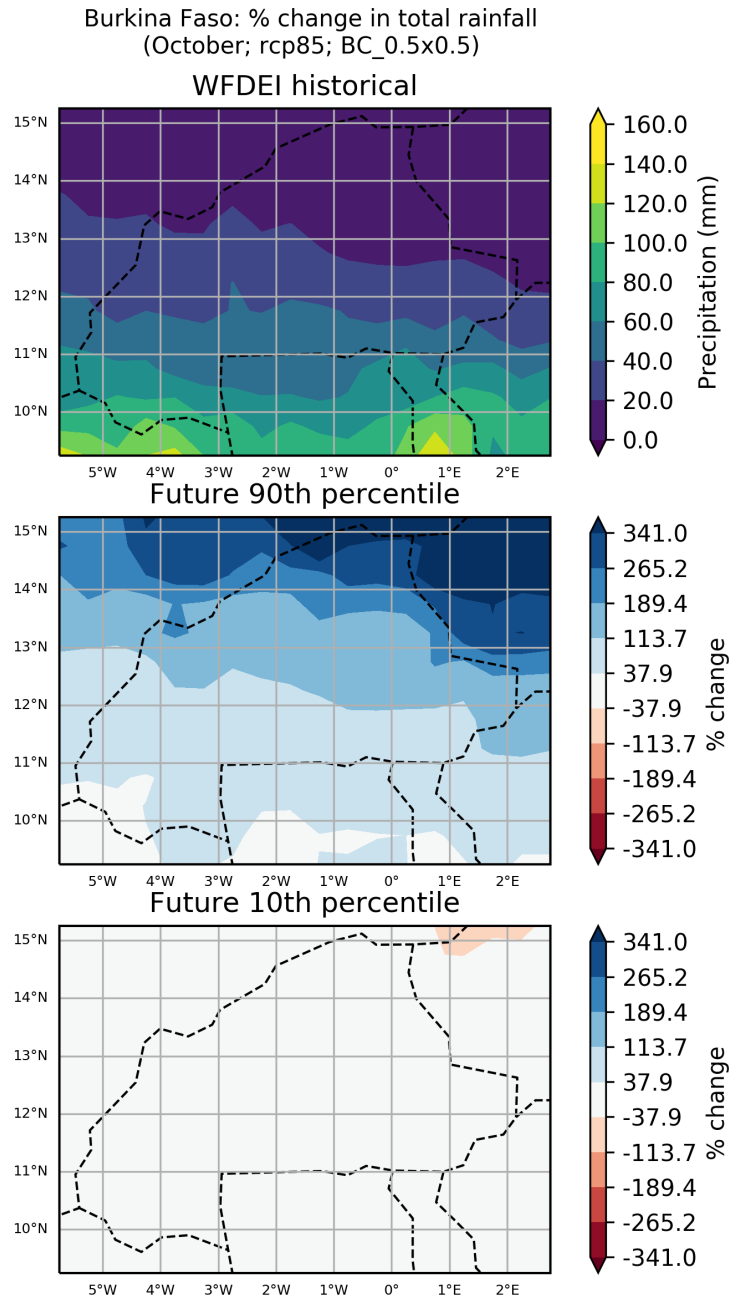 Burkina Faso: % change in total rainfall
(October; rcp85; BC_0.5x0.5)
WFDEI historical
15°N
14°N
13°N
12°N
11°N
10°N
5°W 4°W 3°W 2°W 1°W 0° 1°E 2°E
160.0
140.0
120.0
100.0
80.0
60.0
40.0
20.0
0.0
Precipitation (mm)
Future 90th percentile
15°N
14°N
13°N
12°N
11°N
10°N
5°W 4°W 3°W 2°W 1°W 0° 1°E 2°E
341.0
265.2
189.4
113.7
37.9
-37.9
-113.7
-189.4
-265.2
-341.0
% change
Future 10th percentile
15°N
14°N
13°N
12°N
11°N
10°N
5°W 4°W 3°W 2°W 1°W 0° 1°E 2°E
341.0
265.2
189.4
113.7
37.9
-37.9
-113.7
-189.4
-265.2
-341.0
% change